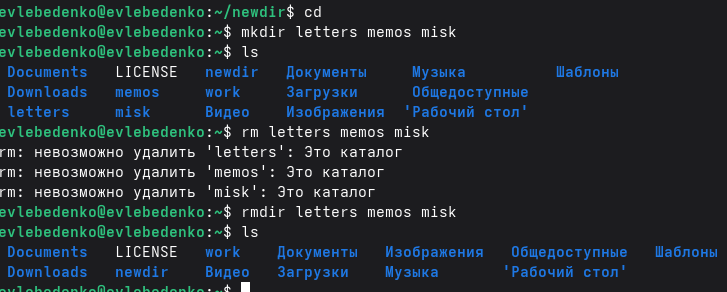 evlebedenko@evlebedenko:~/newdir$ cd
evlebedenko@evlebedenko:~$ mkdir letters memos misk
evlebedenko@evlebedenko:~$ ls
Documents LICENSE newdir Документы Музыка Шаблоны
Downloads memos work Загрузки Общедоступные
letters misk Видео Изображения 'Рабочий стол'
evlebedenko@evlebedenko:~$ rm letters memos misk
rm: невозможно удалить 'letters': Это каталог
rm: невозможно удалить 'memos': Это каталог
rm: невозможно удалить 'misk': Это каталог
evlebedenko@evlebedenko:~$ rmdir letters memos misk
evlebedenko@evlebedenko:~$ ls
Documents LICENSE work Документы Изображения Общедоступные Шаблоны
Downloads newdir Видео Загрузки Музыка 'Рабочий стол'
evlebedenko@evlebedenko:~$